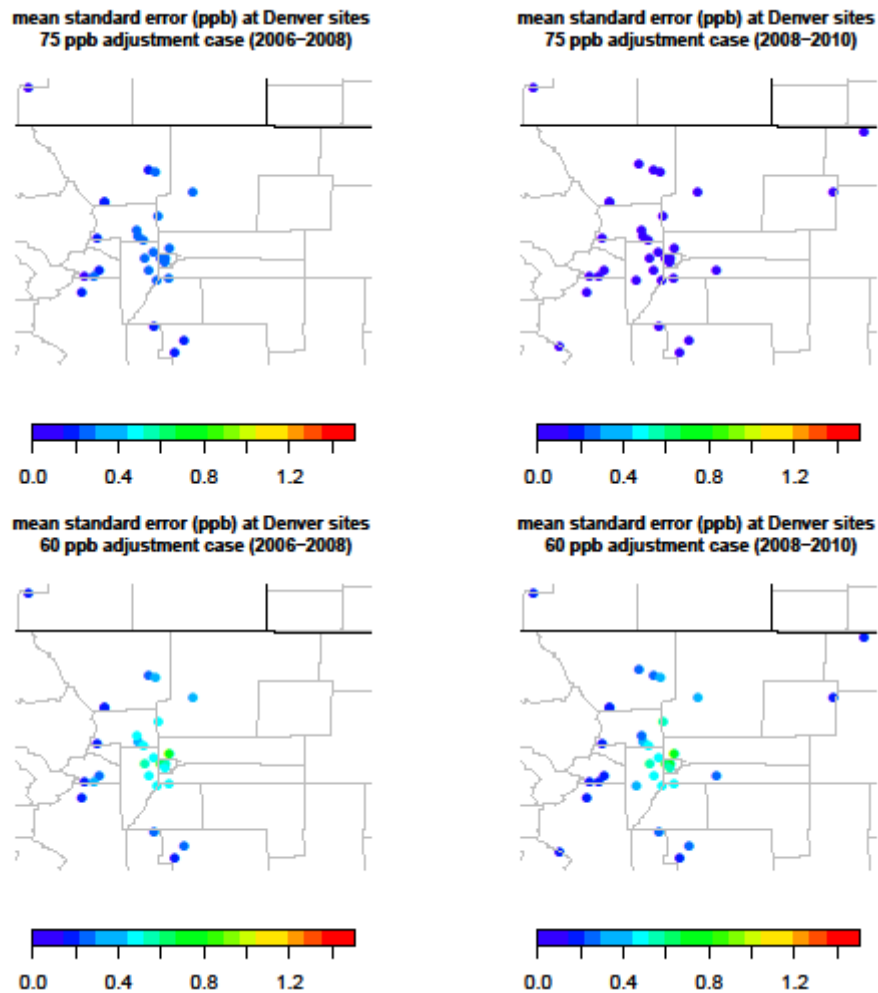 mean standard error (ppb) at Denver sites
75 ppb adjustment case (2006−2008)
mean standard error (ppb) at Denver sites
75 ppb adjustment case (2008−2010)
0.0 0.4 0.8 1.2
0.0 0.4 0.8 1.2
mean standard error (ppb) at Denver sites
60 ppb adjustment case (2006−2008)
mean standard error (ppb) at Denver sites
60 ppb adjustment case (2008−2010)
0.0 0.4 0.8 1.2
0.0 0.4 0.8 1.2